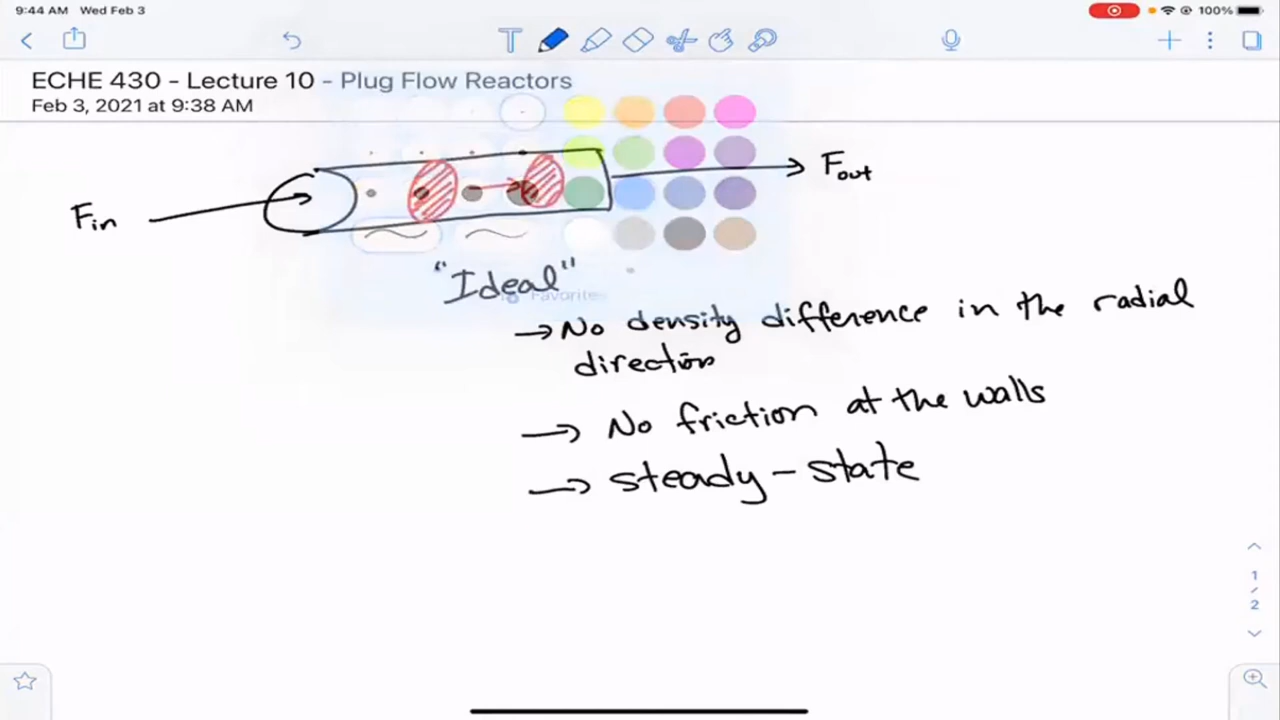 9:44 AM Wed Feb 3
100%
ECHE 430 - Lecture 10 - Plug Flow Reactors
Feb 3, 2021 at 9:38 AM
Fin
Fout
"Ideal"
Favorites
→ No density difference in the radial
direction
→ No friction at the walls
→ steady-state
1
/
2